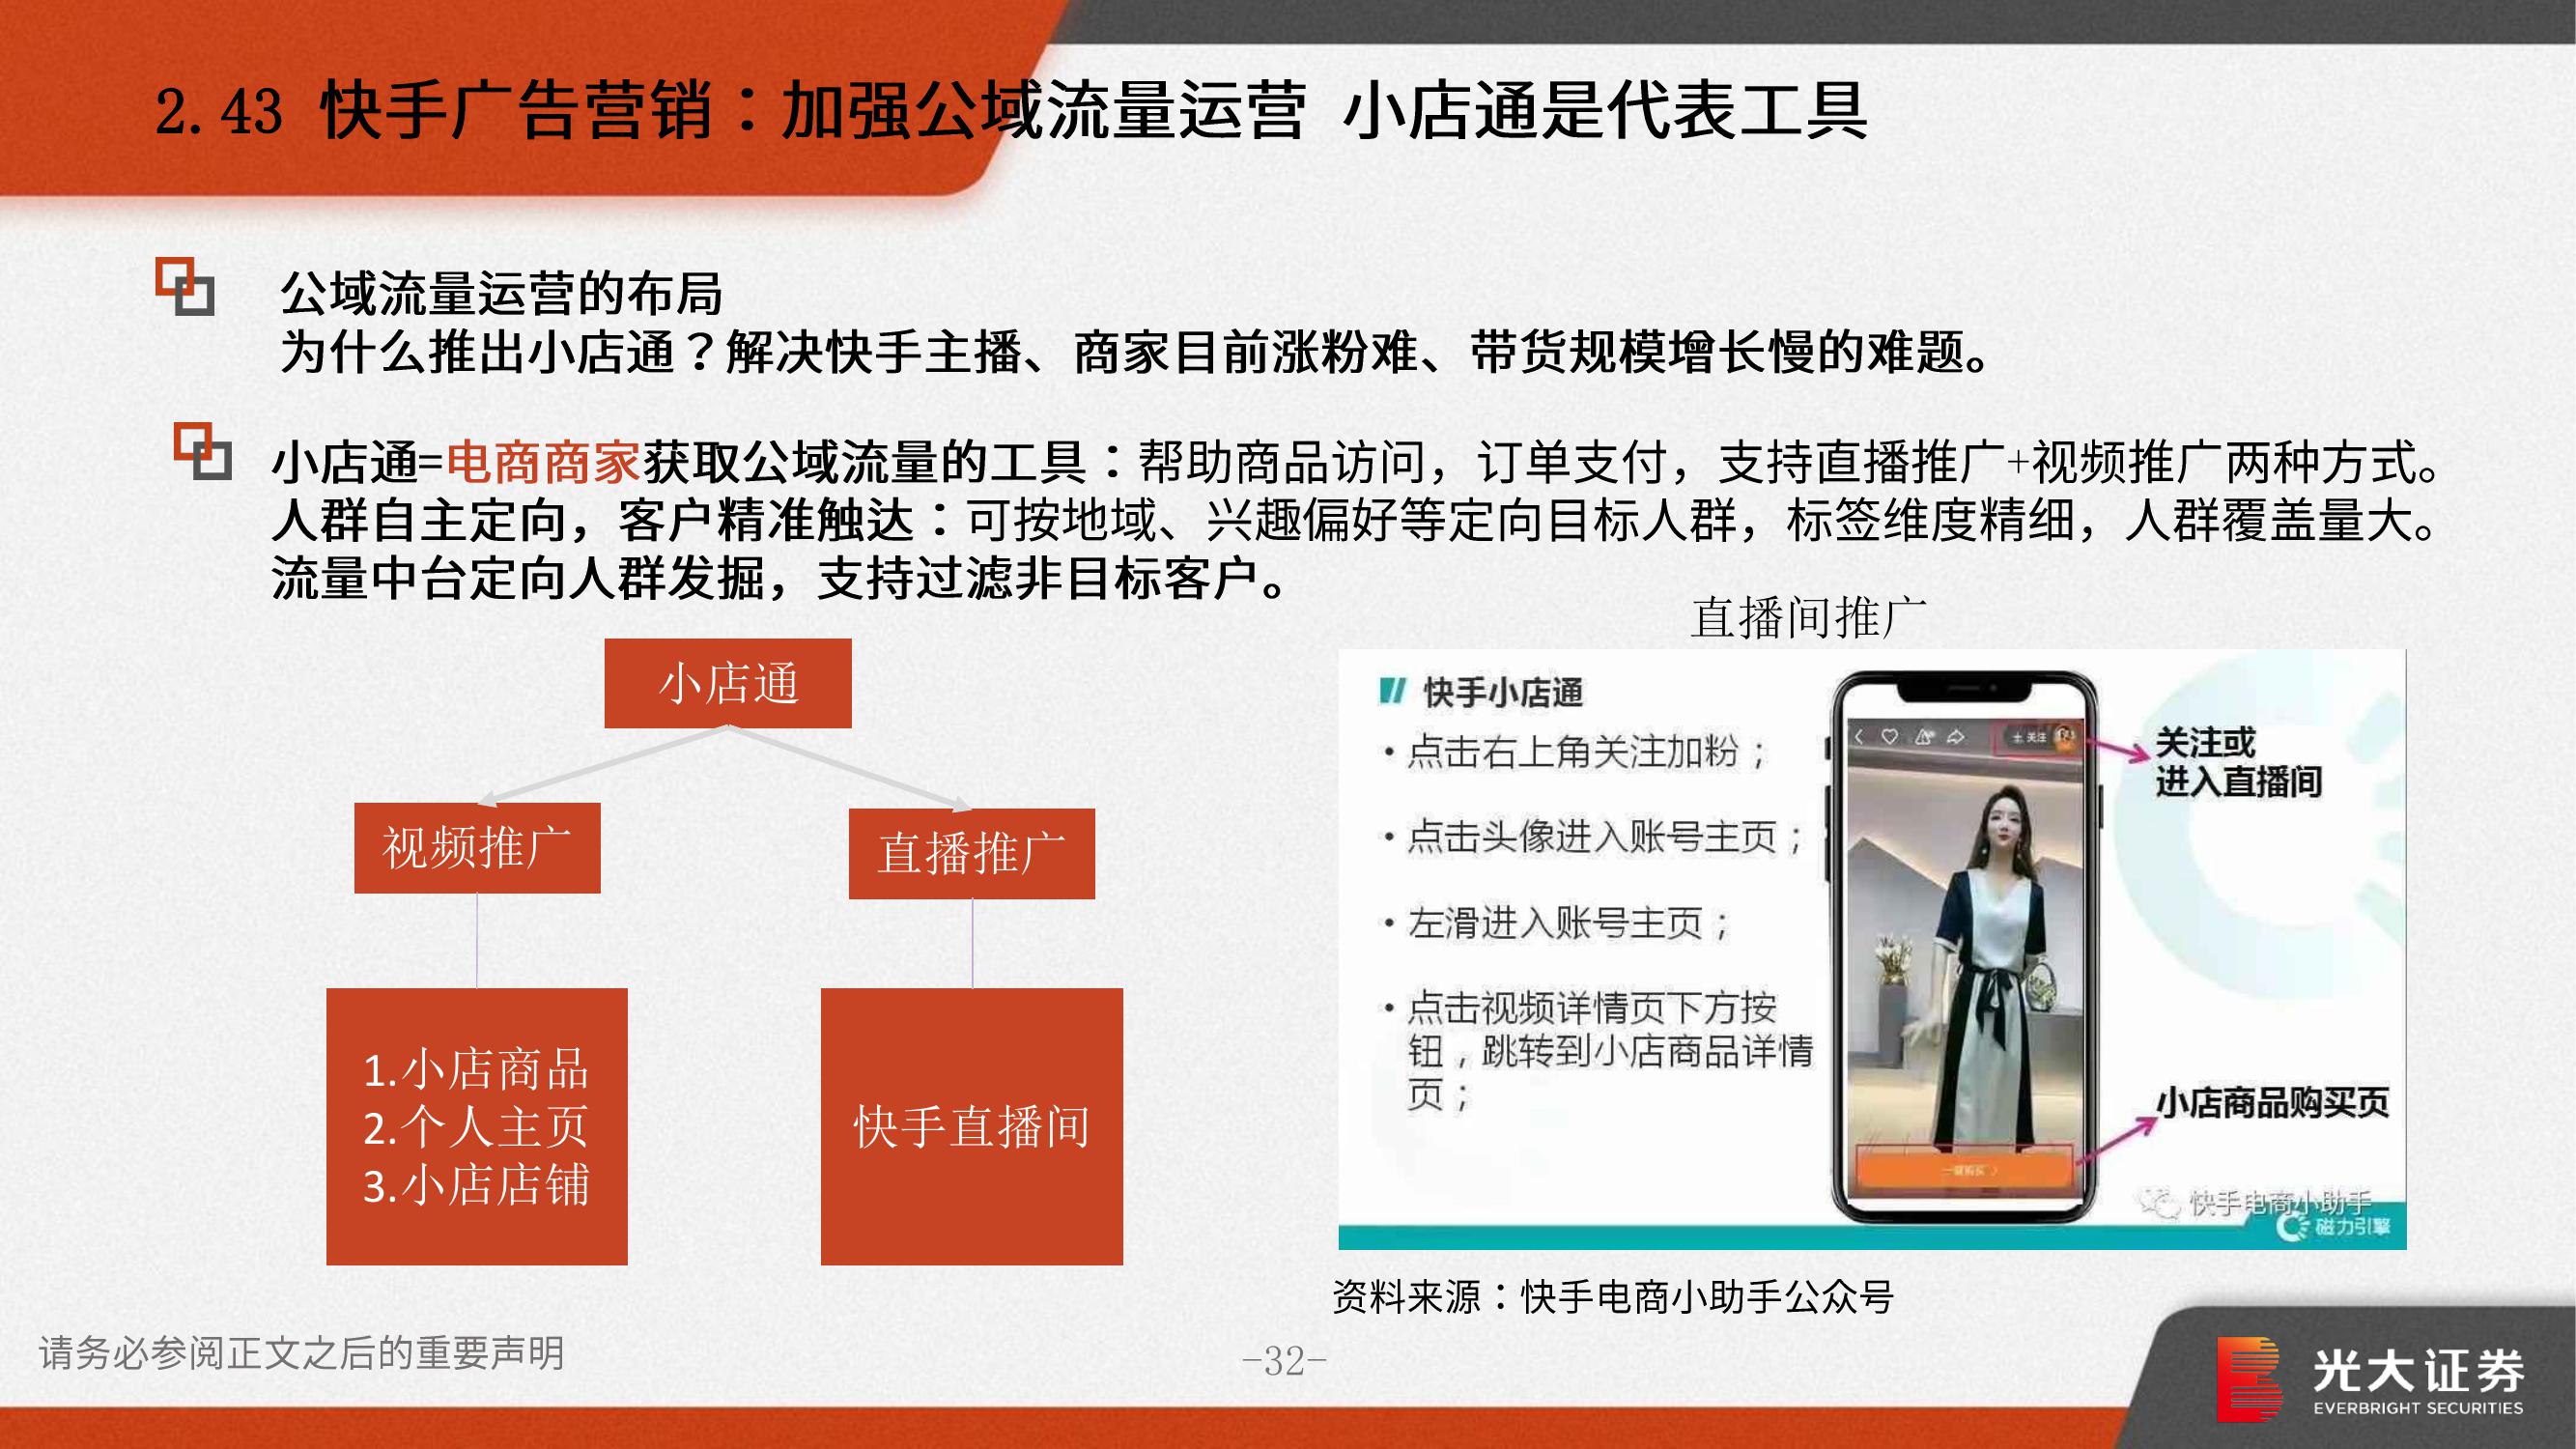 2.43 快手广告营销：加强公域流量运营 小店通是代表工具
公域流量运营的布局
为什么推出小店通？解决快手主播、商家目前涨粉难、带货规模增长慢的难题。
小店通=电商商家获取公域流量的工具：帮助商品访问，订单支付，支持直播推广+视频推广两种方式。
人群自主定向，客户精准触达：可按地域、兴趣偏好等定向目标人群，标签维度精细，人群覆盖量大。
流量中台定向人群发掘，支持过滤非目标客户。
小店通
视频推广
直播推广
1.小店商品
2.个人主页
3.小店店铺
快手直播间
直播间推广
快手小店通
•点击右上角关注加粉；
•点击头像进入账号主页；
•左滑进入账号主页；
•点击视频详情页下方按
钮，跳转到小店商品详情
页；
+关注
关注或
进入直播间
小店商品购买页
快手电商小助手
磁力引擎
资料来源：快手电商小助手公众号
请务必参阅正文之后的重要声明
-32-
光大证券
EVERBRIGHT SECURITIES